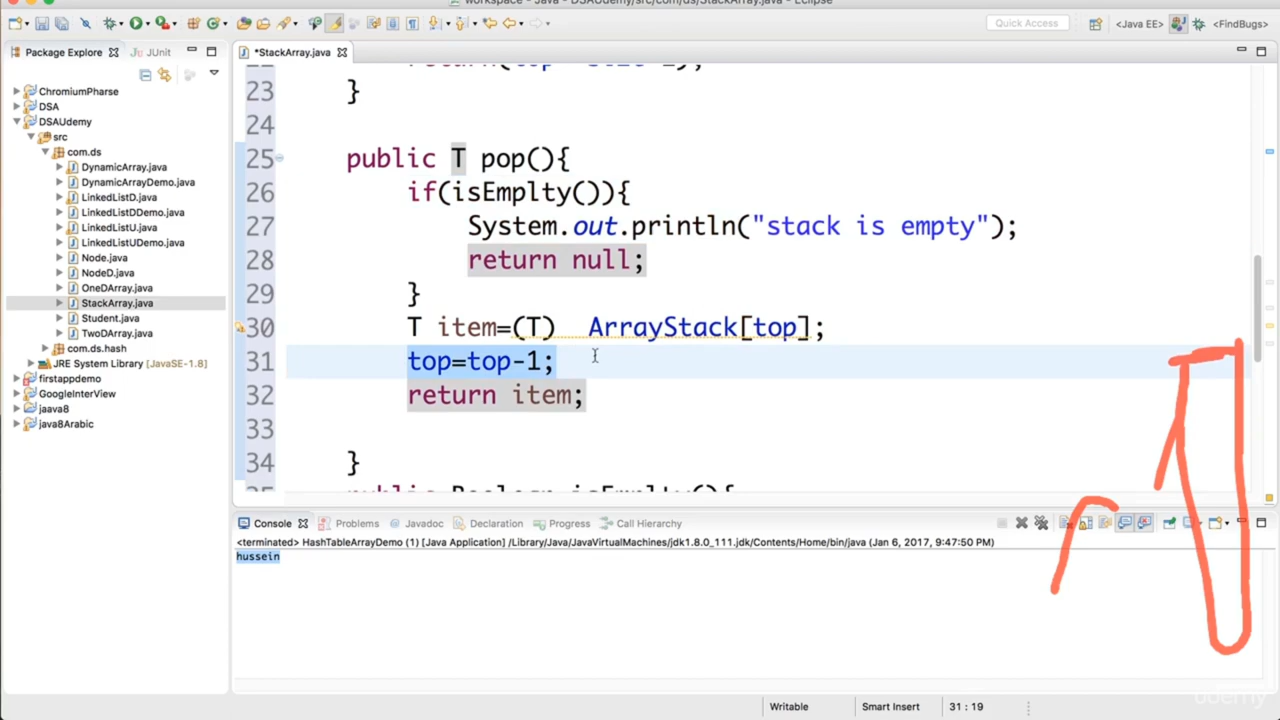 workspace - Java - DSAUdemy/src/com/ds/StackArray.java - Eclipse
Quick Access
<Java EE>
<FindBugs>
Package Explore
JUnit
*StackArray.java
ChromiumPharse
DSA
DSAUdemy
src
com.ds
DynamicArray.java
DynamicArrayDemo.java
LinkedListD.java
LinkedListDDemo.java
LinkedListU.java
LinkedListUDemo.java
Node.java
NodeD.java
OneDArray.java
StackArray.java
Student.java
TwoDArray.java
com.ds.hash
JRE System Library [JavaSE-1.8]
firstappdemo
GoogleInterView
jaava8
java8Arabic
23 }
24
25 public T pop(){
26 if(isEmplty()){
27 System.out.println("stack is empty");
28 return null;
29 }
30 T item=(T)  ArrayStack[top];
31 top=top-1;
32 return item;
33
34 }
public Boolean isEmplty(){
Console
Problems
Javadoc
Declaration
Progress
Call Hierarchy
<terminated> HashTableArrayDemo (1) [Java Application] /Library/Java/JavaVirtualMachines/jdk1.8.0_111.jdk/Contents/Home/bin/java (Jan 6, 2017, 9:47:50 PM)
hussein
Writable
Smart Insert
31 : 19
udemy